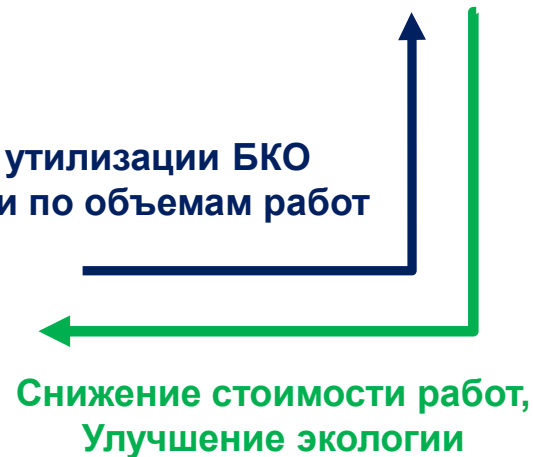 утилизации БКО
и по объемам работ
Снижение стоимости работ,
Улучшение экологии